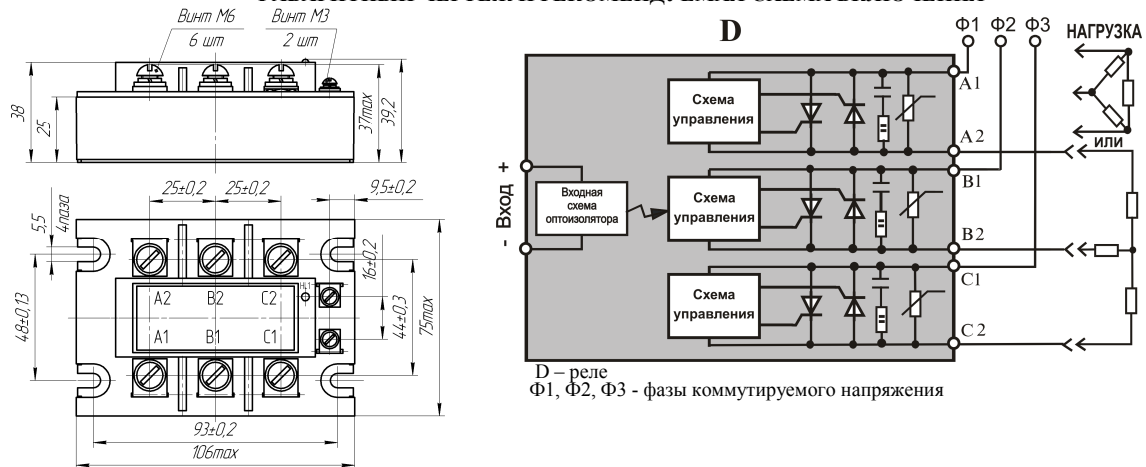 Винт М6
6 шт
Винт М3
2 шт
38
25
37max
39,2
25±0,2
25±0,2
9,5±0,2
5,5
4паза
48±0,13
16±0,2
44±0,3
75max
A2
B2
C2
HL1
A1
B1
C1
93±0,2
106max
D
Ф1
Ф2
Ф3
НАГРУЗКА
ИЛИ
- Вход +
Входная
схема
оптоизолятора
Схема
управления
Схема
управления
Схема
управления
A1
A2
B1
B2
C1
C2
D – реле
Ф1, Ф2, Ф3 - фазы коммутируемого напряжения